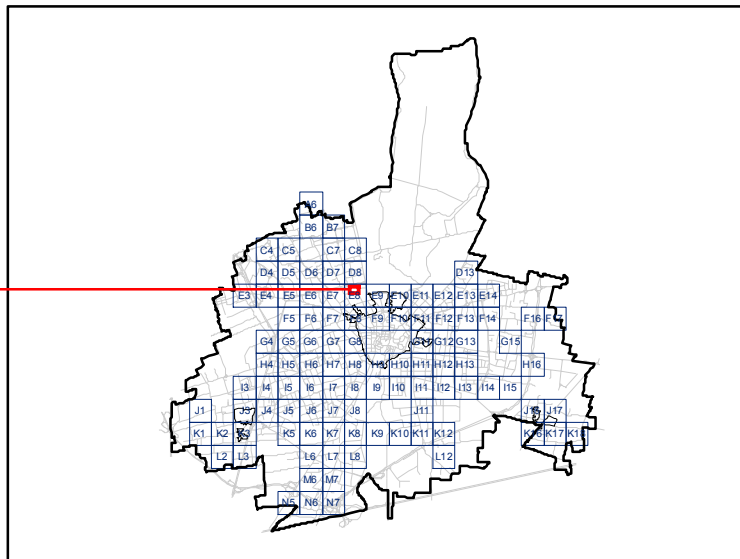 A6
B6 B7
C4 C5 C7 C8
D4 D5 D6 D7 D8 D13
E3 E4 E5 E6 E7 E8 E9 E10 E11 E12 E13 E14
F5 F6 F7 F9 F10 F11 F12 F13 F14 F16
G4 G5 G6 G7 G8 G12 G13 G15
H4 H5 H6 H7 H8 H9 H10 H11 H12 H13 H16
I3 I4 I5 I6 I7 I8 I9 I10 I11 I12 I13 I14 I15
J1 J3 J4 J5 J6 J7 J8 J11 J17
K1 K2 K5 K6 K7 K8 K9 K10 K11 K12 K16 K17 K18
L2 L3 L6 L7 L8 L12
M6 M7
N5 N6 N7